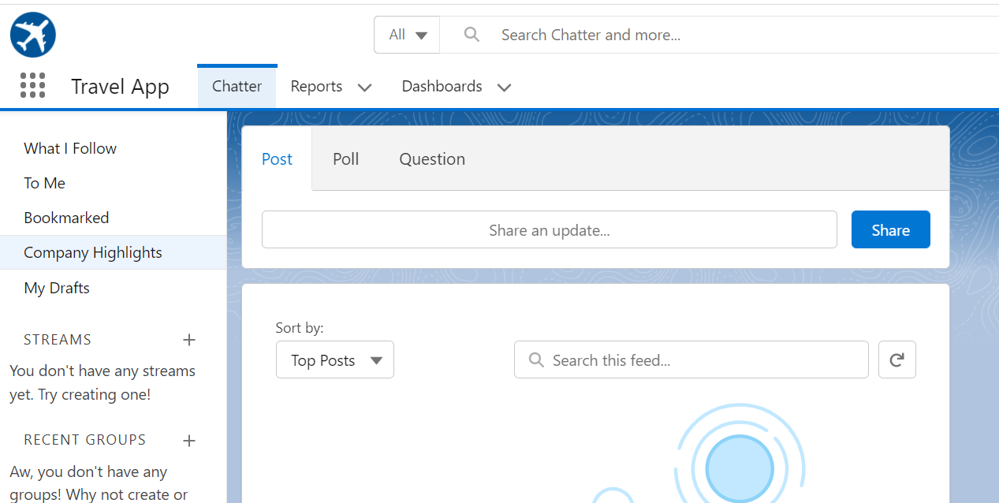 All
Search Chatter and more...
Travel App
Chatter
Reports
Dashboards
What I Follow
To Me
Bookmarked
Company Highlights
My Drafts
STREAMS
You don't have any streams
yet. Try creating one!
RECENT GROUPS
Aw, you don't have any
groups! Why not create or
Post
Poll
Question
Share an update...
Share
Sort by:
Top Posts
Search this feed...